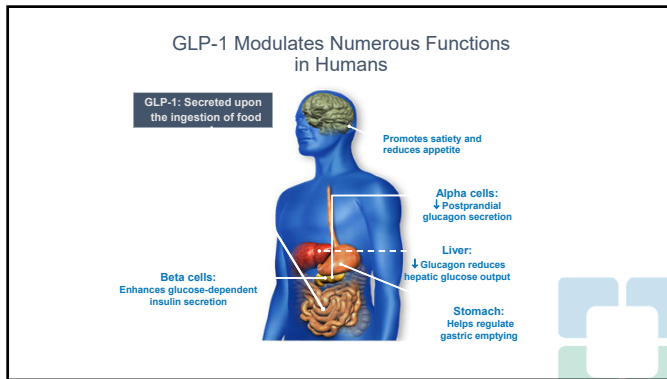 GLP-1 Modulates Numerous Functions
in Humans
GLP-1: Secreted upon
the ingestion of food
Promotes satiety and
reduces appetite
Alpha cells:
↓ Postprandial
glucagon secretion
Liver:
↓ Glucagon reduces
hepatic glucose output
Beta cells:
Enhances glucose-dependent
insulin secretion
Stomach:
Helps regulate
gastric emptying